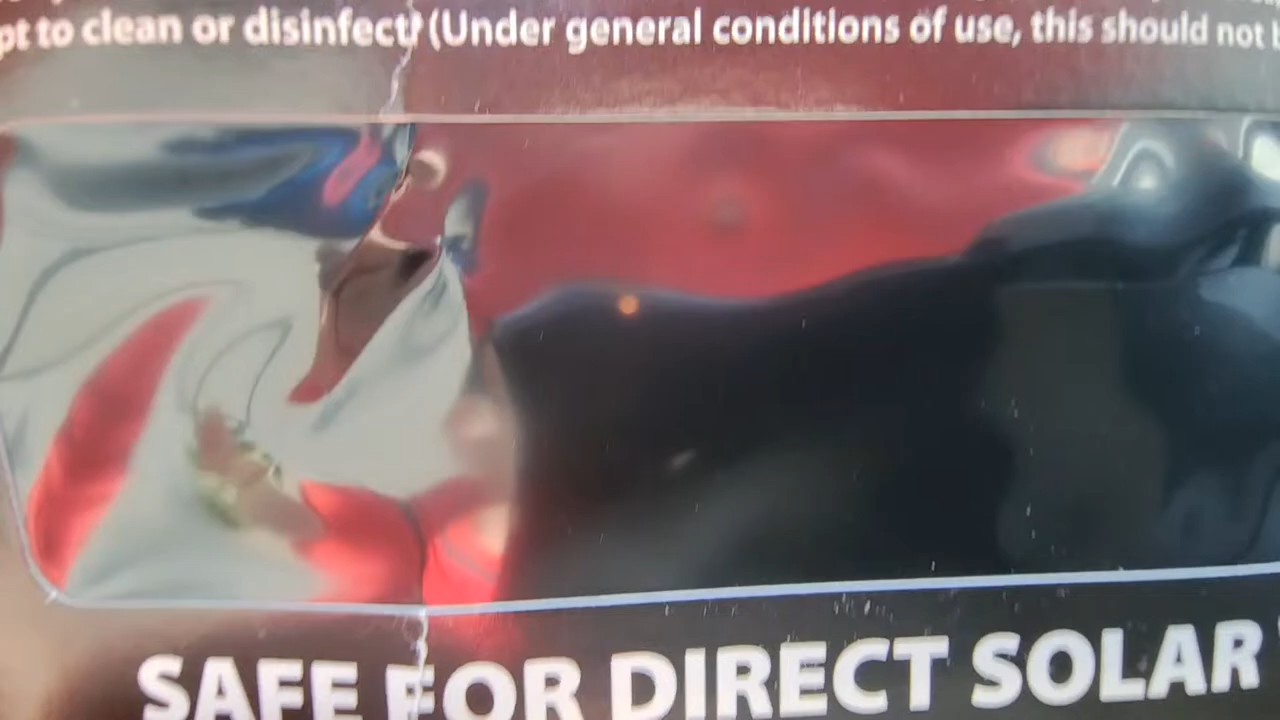 pt to clean or disinfect? (Under general conditions of use, this should not b
SAFE FOR DIRECT SOLAR